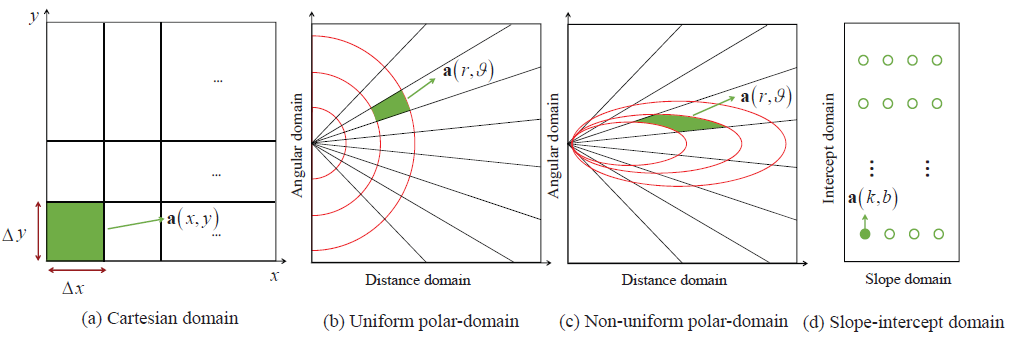 y
...
...
a(x, y)
...
Δy
Δx
x
(a) Cartesian domain
Angular domain
a(r, ϑ)
Distance domain
(b) Uniform polar-domain
Angular domain
a(r, ϑ)
Distance domain
(c) Non-uniform polar-domain
Intercept domain
⋮ ⋮
a(k, b)
Slope domain
(d) Slope-intercept domain